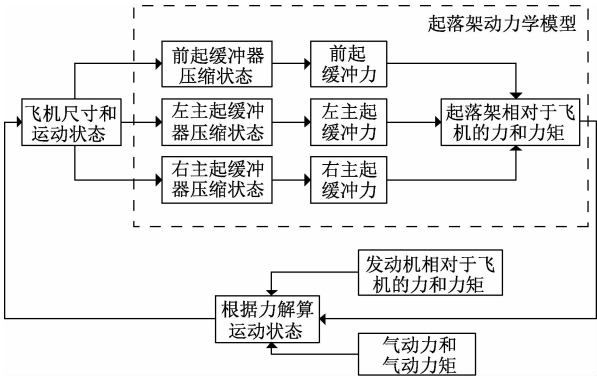 起落架动力学模型
前起缓冲器
压缩状态
前起
缓冲力
飞机尺寸和
运动状态
左主起缓冲
器压缩状态
左主起
缓冲力
起落架相对于飞
机的力和力矩
右主起缓冲
器压缩状态
右主起
缓冲力
发动机相对于飞
机的力和力矩
根据力解算
运动状态
气动力和
气动力矩